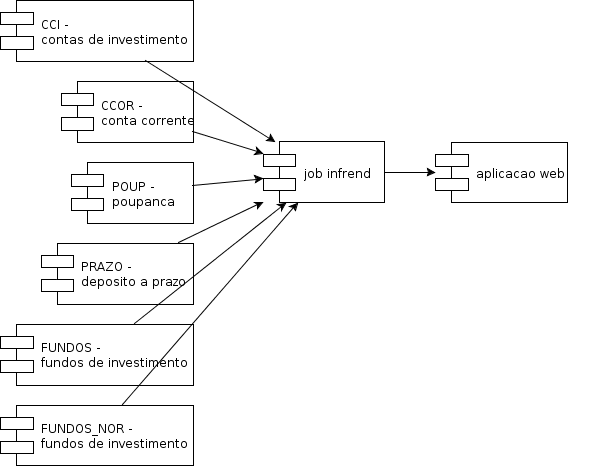 CCI -
contas de investimento
CCOR -
conta corrente
POUP -
poupanca
job infrend
aplicacao web
PRAZO -
deposito a prazo
FUNDOS -
fundos de investimento
FUNDOS_NOR -
fundos de investimento